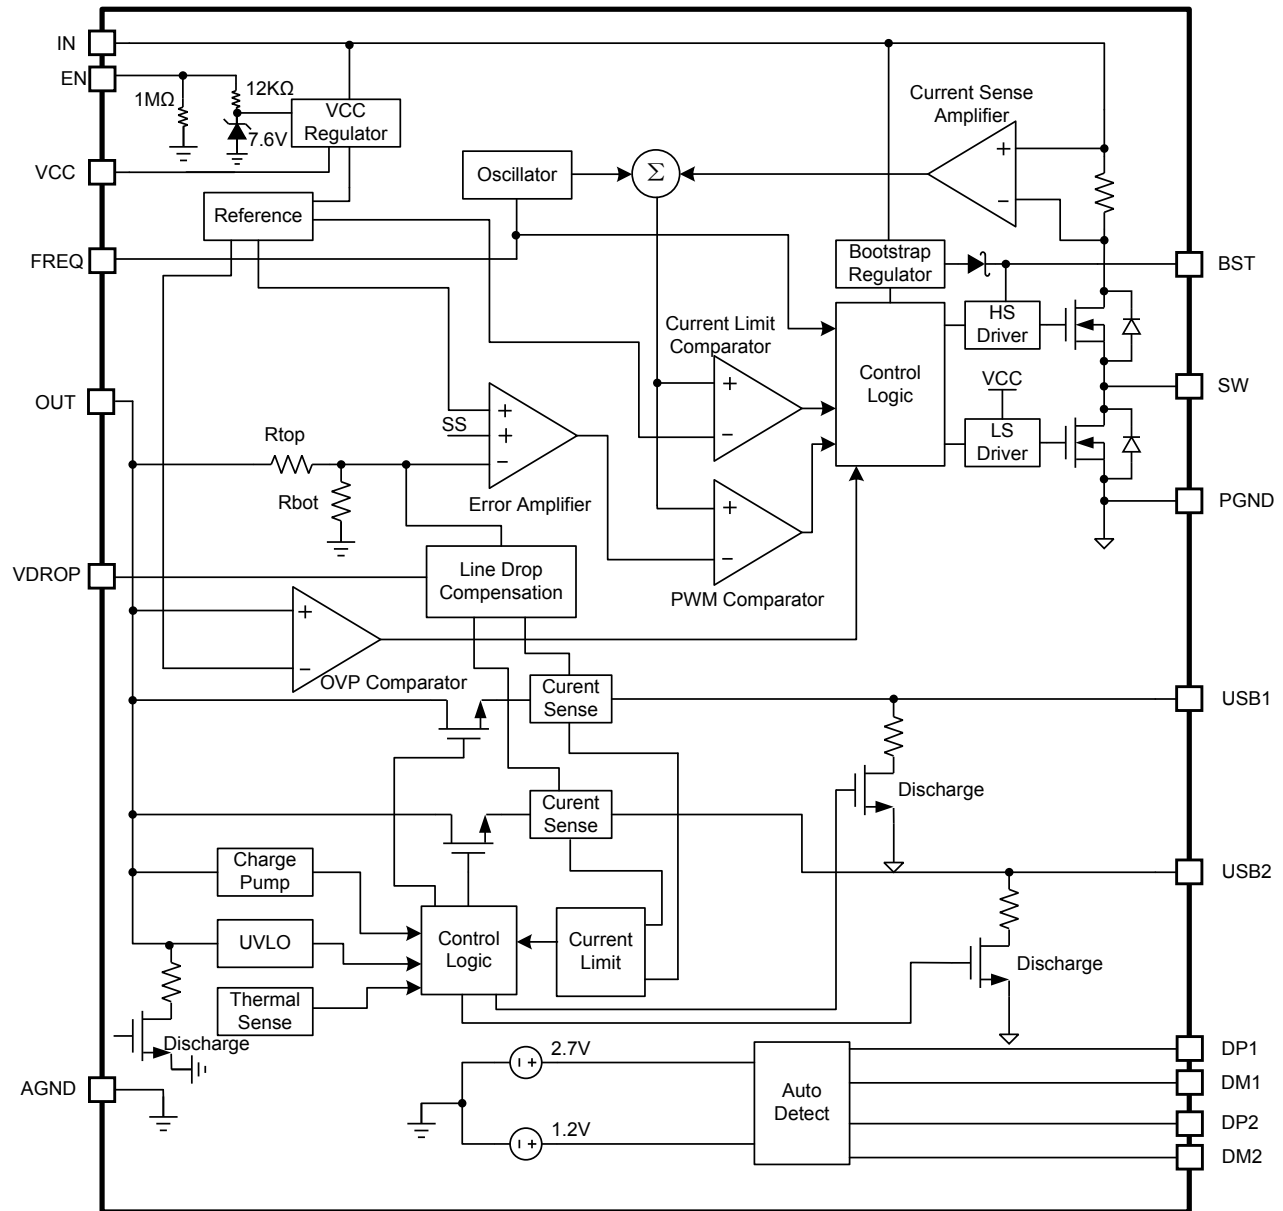 IN
EN
12KΩ
1MΩ
VCC
Regulator
7.6V
VCC
Current Sense
Amplifier
+
−
Oscillator
Σ
Reference
FREQ
Bootstrap
Regulator
BST
HS
Driver
Current Limit
Comparator
+
−
Control
Logic
VCC
SW
OUT
LS
Driver
Rtop
SS
+
+
−
Rbot
Error Amplifier
PGND
+
−
PWM Comparator
VDROP
Line Drop
Compensation
+
−
OVP Comparator
Curent
Sense
USB1
Discharge
Curent
Sense
Charge
Pump
USB2
UVLO
Control
Logic
Current
Limit
Discharge
Thermal
Sense
Discharge
AGND
2.7V
Auto
Detect
1.2V
DP1
DM1
DP2
DM2